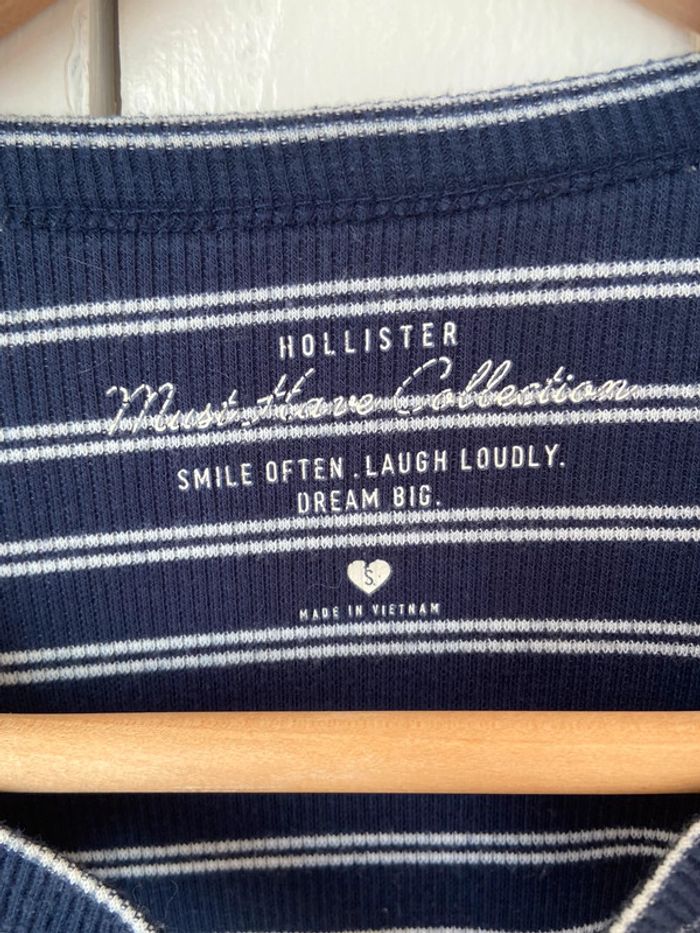 HOLLISTER
Must Have Collection
SMILE OFTEN . LAUGH LOUDLY.
DREAM BIG.
S.
MADE IN VIETNAM